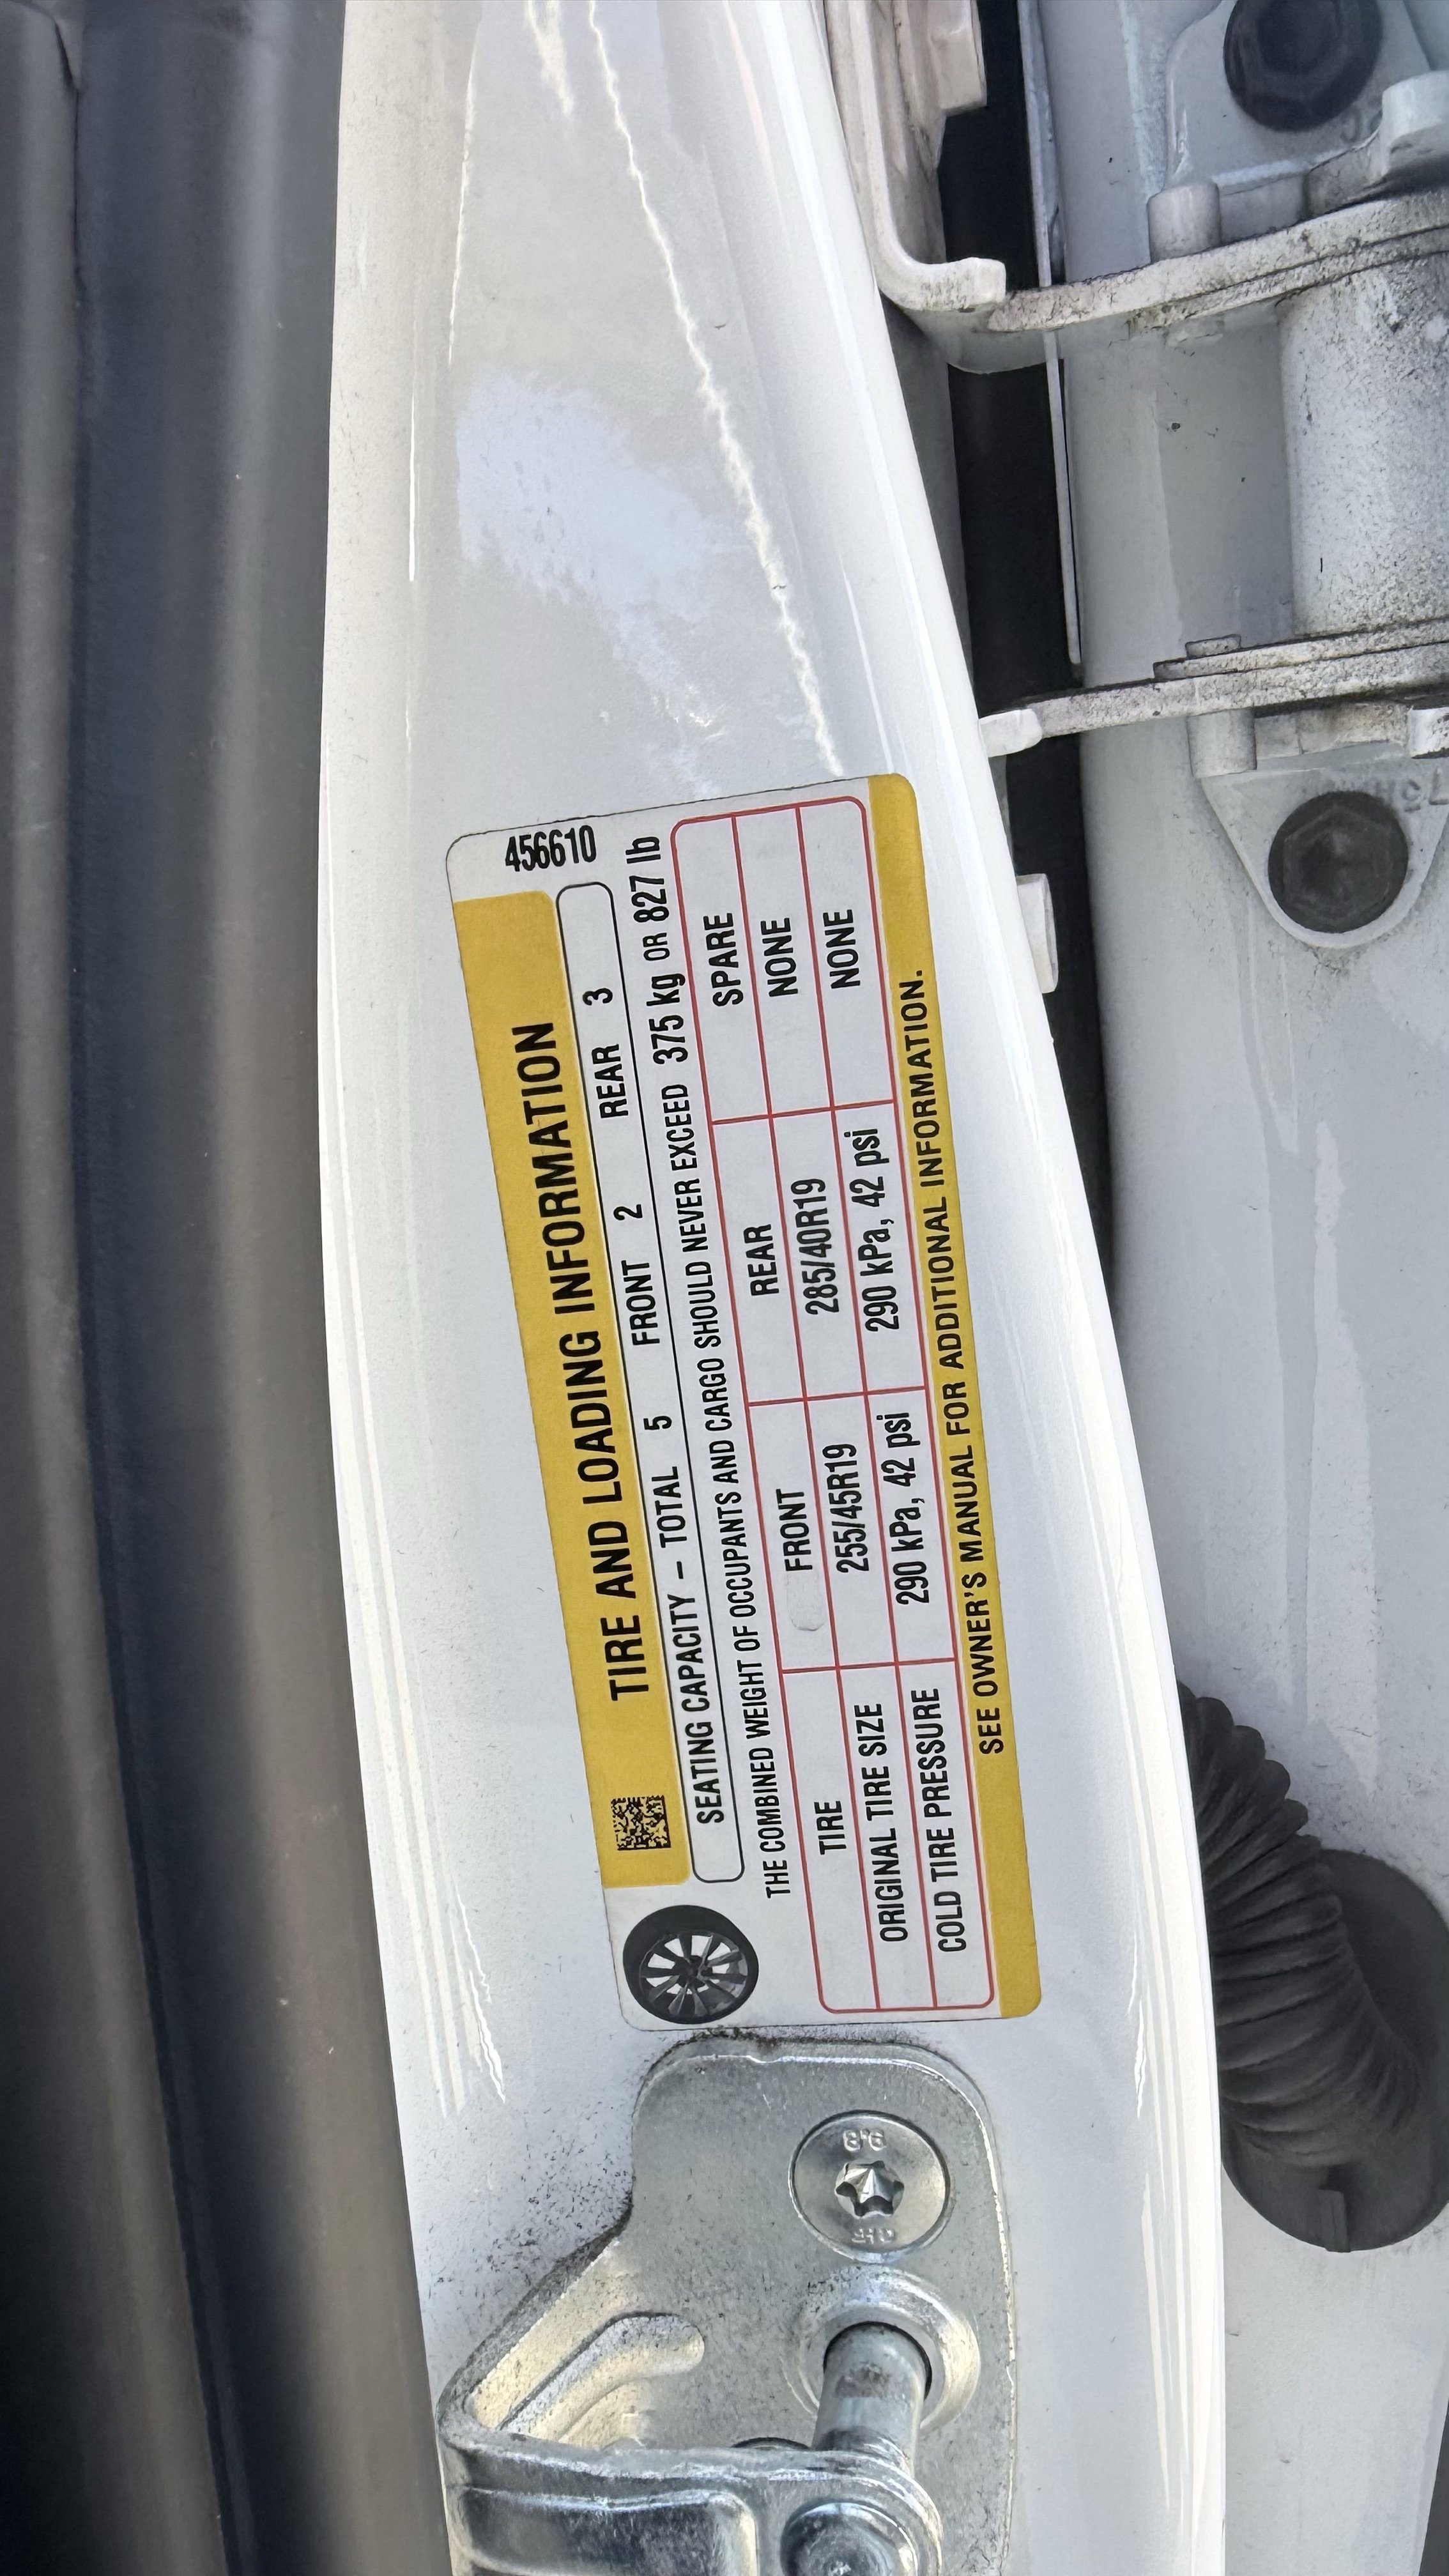 456610
TIRE AND LOADING INFORMATION
SEATING CAPACITY – TOTAL 5 FRONT 2 REAR 3
THE COMBINED WEIGHT OF OCCUPANTS AND CARGO SHOULD NEVER EXCEED 375 kg OR 827 lb
TIRE FRONT REAR SPARE
ORIGINAL TIRE SIZE 255/45R19 285/40R19 NONE
COLD TIRE PRESSURE 290 kPa, 42 psi 290 kPa, 42 psi NONE
SEE OWNER'S MANUAL FOR ADDITIONAL INFORMATION.
9.8